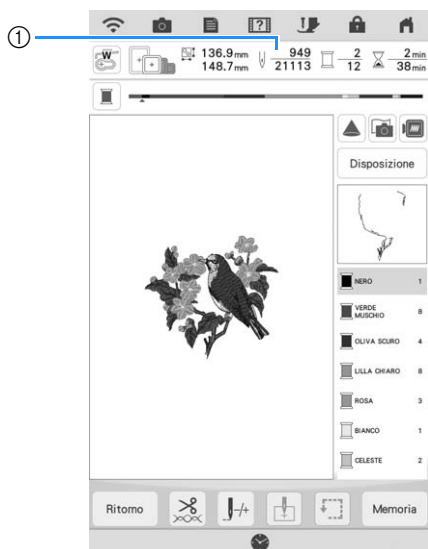 ①
W
136.9mm 949 2 2min
148.7mm 21113 12 38min
Disposizione
NERO 1
VERDE MUSCHIO 8
OLIVA SCURO 4
LILLA CHIARO 8
ROSA 3
BIANCO 1
CELESTE 2
Ritorno -/+ Memoria